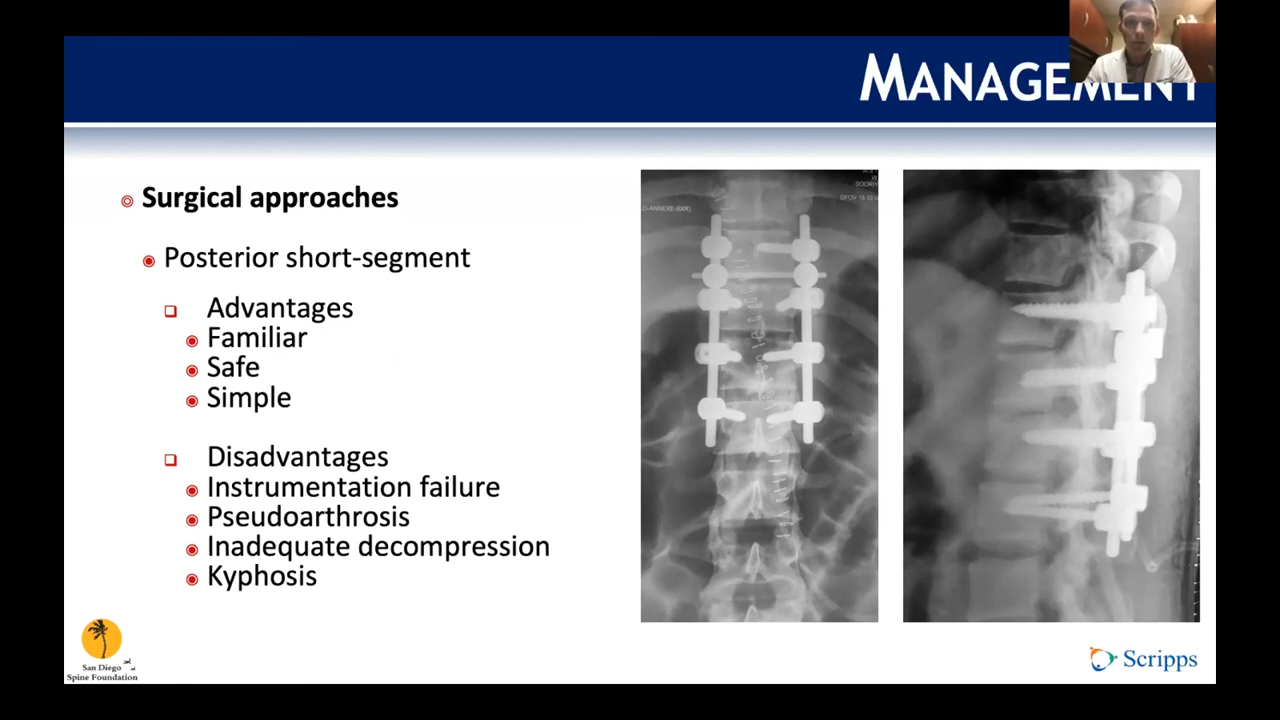 MANAGEMENT
Surgical approaches
Posterior short-segment
Advantages
Familiar
Safe
Simple
Disadvantages
Instrumentation failure
Pseudoarthrosis
Inadequate decompression
Kyphosis
San Diego
Spine Foundation
Scripps